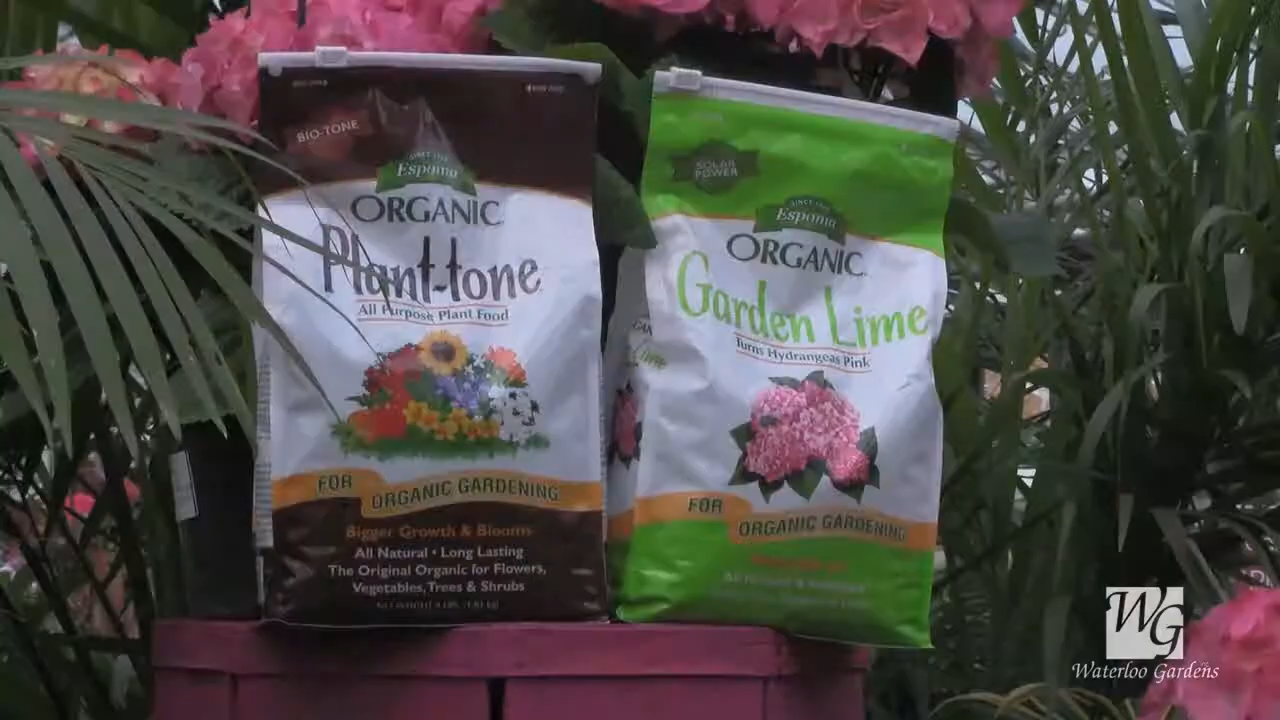 BIO-TONE
Espoma
ORGANIC
Plant-tone
All Purpose Plant Food
FOR
ORGANIC GARDENING
Bigger Growth & Blooms
All Natural • Long Lasting
The Original Organic for Flowers,
Vegetables, Trees & Shrubs
SOLAR
POWER
SINCE 1929
Espoma
ORGANIC
Garden Lime
Turns Hydrangeas Pink
FOR
ORGANIC GARDENING
WG
Waterloo Gardens